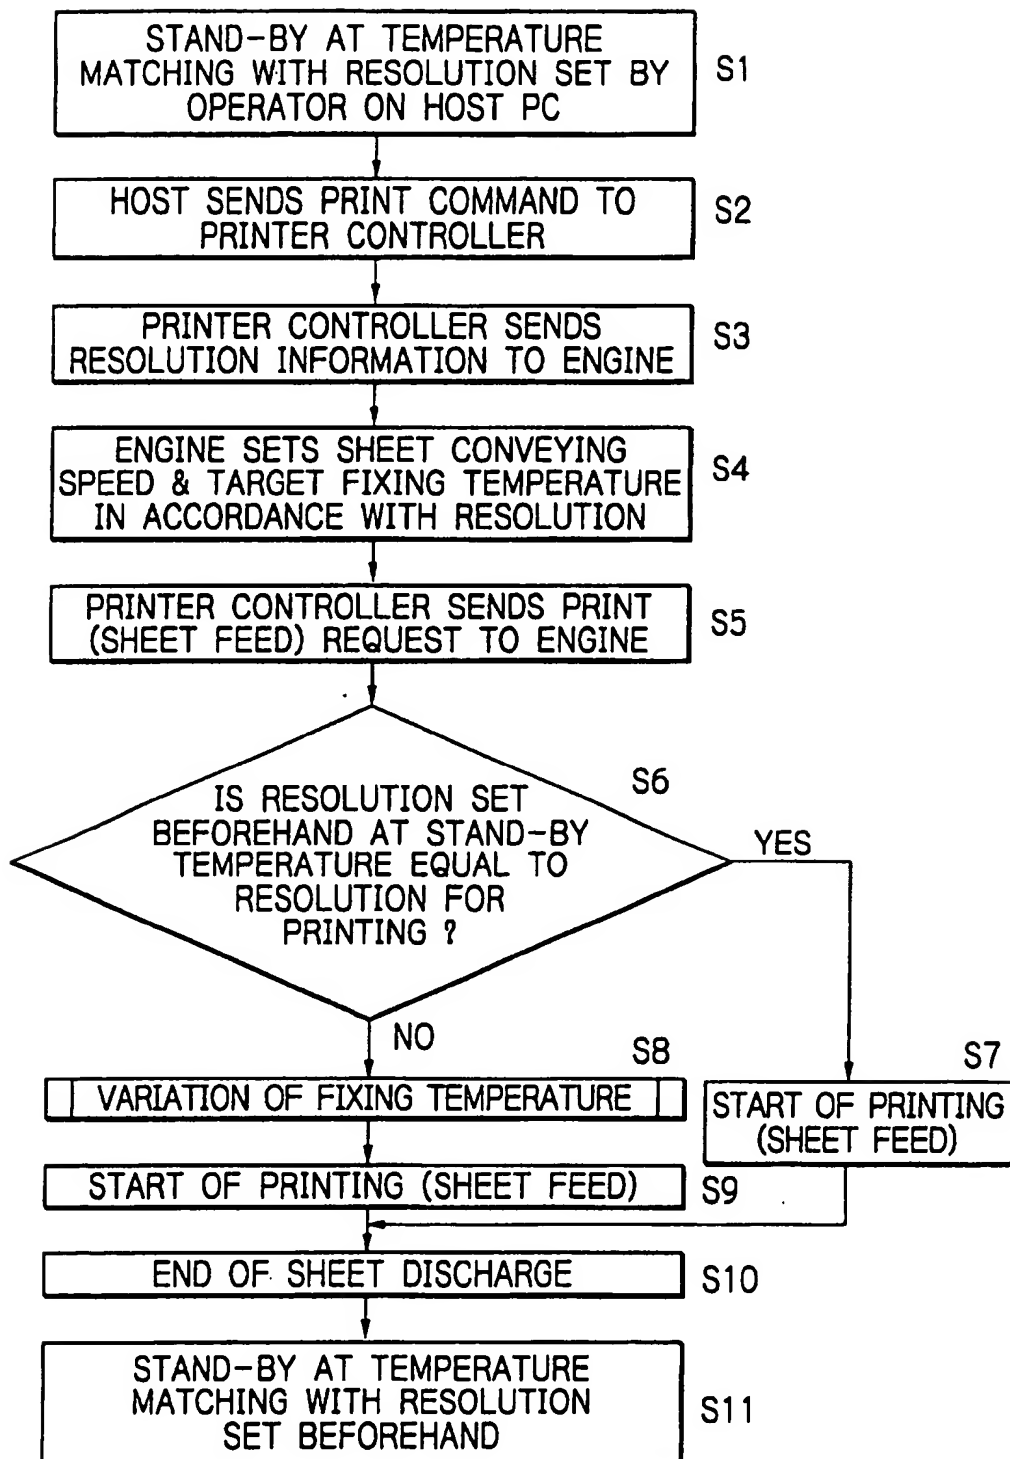 STAND-BY AT TEMPERATURE
MATCHING WITH RESOLUTION SET BY
OPERATOR ON HOST PC
S1
HOST SENDS PRINT COMMAND TO
PRINTER CONTROLLER
S2
PRINTER CONTROLLER SENDS
RESOLUTION INFORMATION TO ENGINE
S3
ENGINE SETS SHEET CONVEYING
SPEED & TARGET FIXING TEMPERATURE
IN ACCORDANCE WITH RESOLUTION
S4
PRINTER CONTROLLER SENDS PRINT
(SHEET FEED) REQUEST TO ENGINE
S5
S6
IS RESOLUTION SET
BEFOREHAND AT STAND-BY
TEMPERATURE EQUAL TO
RESOLUTION FOR
PRINTING ?
YES
NO
S8
VARIATION OF FIXING TEMPERATURE
S7
START OF PRINTING
(SHEET FEED)
START OF PRINTING (SHEET FEED)
S9
END OF SHEET DISCHARGE
S10
STAND-BY AT TEMPERATURE
MATCHING WITH RESOLUTION
SET BEFOREHAND
S11